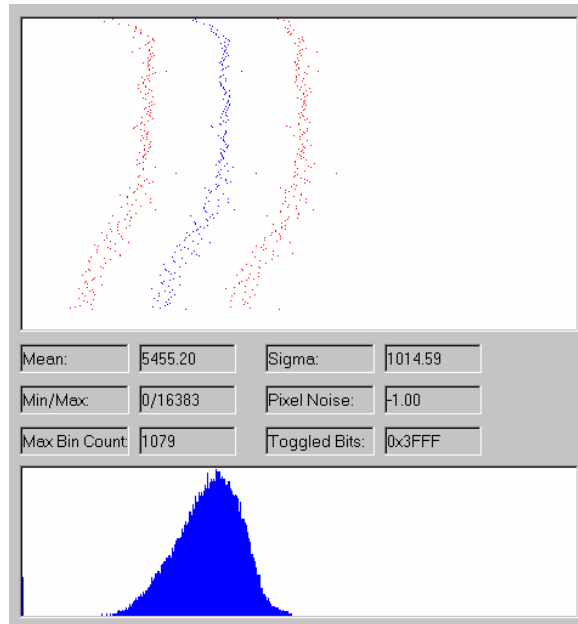 Mean: 5455.20 Sigma: 1014.59
Min/Max: 0/16383 Pixel Noise: -1.00
Max Bin Count: 1079 Toggled Bits: 0x3FFF